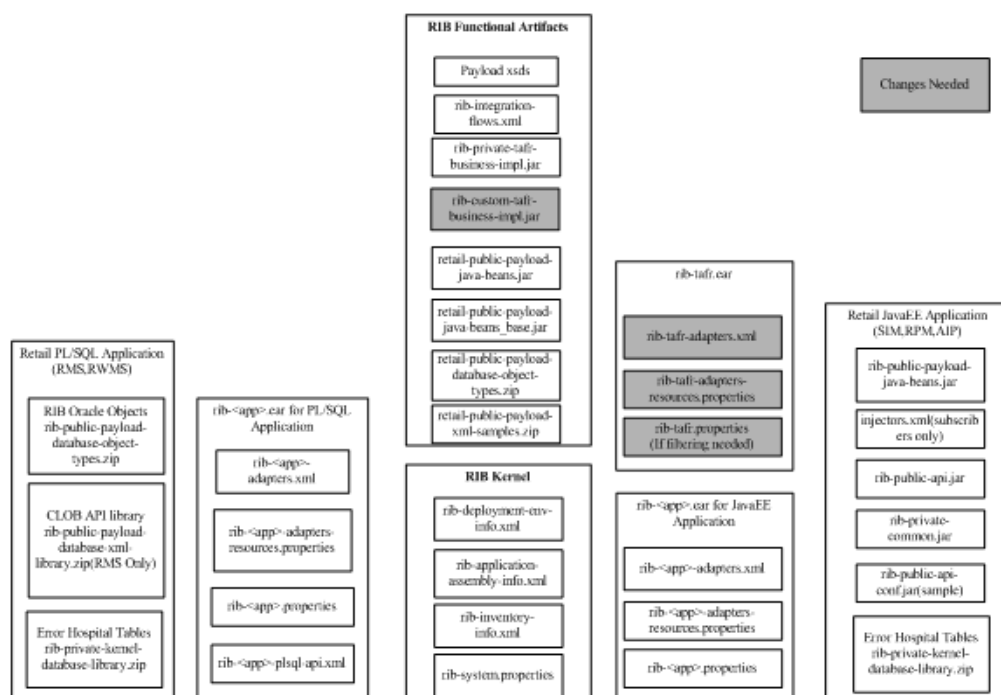 RIB Functional Artifacts
Payload xsds
rib-integration-
flows.xml
rib-private-tafr-
business-impl.jar
rib-custom-tafr-
business-impl.jar
retail-public-payload-
java-beans.jar
retail-public-payload-
java-beans_base.jar
retail-public-payload-
database-object-
types.zip
retail-public-payload-
xml-samples.zip
Changes Needed
rib-tafr.ear
rib-tafr-adapters.xml
rib-tafr-adapters-
resources.properties
rib-tafr.properties
(If filtering needed)
Retail JavaEE Application
(SIM,RPM,AIP)
rib-public-payload-
java-beans.jar
injectors.xml(subscrib
ers only)
rib-public-api.jar
rib-private-
common.jar
rib-public-api-
conf.jar(sample)
Error Hospital Tables
rib-private-kernel-
database-library.zip
Retail PL/SQL Application
(RMS,RWMS)
RIB Oracle Objects
rib-public-payload-
database-object-
types.zip
CLOB API library
rib-public-payload-
database-xml-
library.zip(RMS Only)
Error Hospital Tables
rib-private-kernel-
database-library.zip
rib-<app>.ear for PL/SQL
Application
rib-<app>-
adapters.xml
rib-<app>-adapters-
resources.properties
rib-<app>.properties
rib-<app>-plsql-api.xml
RIB Kernel
rib-deployment-env-
info.xml
rib-application-
assembly-info.xml
rib-inventory-
info.xml
rib-system.properties
rib-<app>.ear for JavaEE
Application
rib-<app>-adapters.xml
rib-<app>-adapters-
resources.properties
rib-<app>.properties